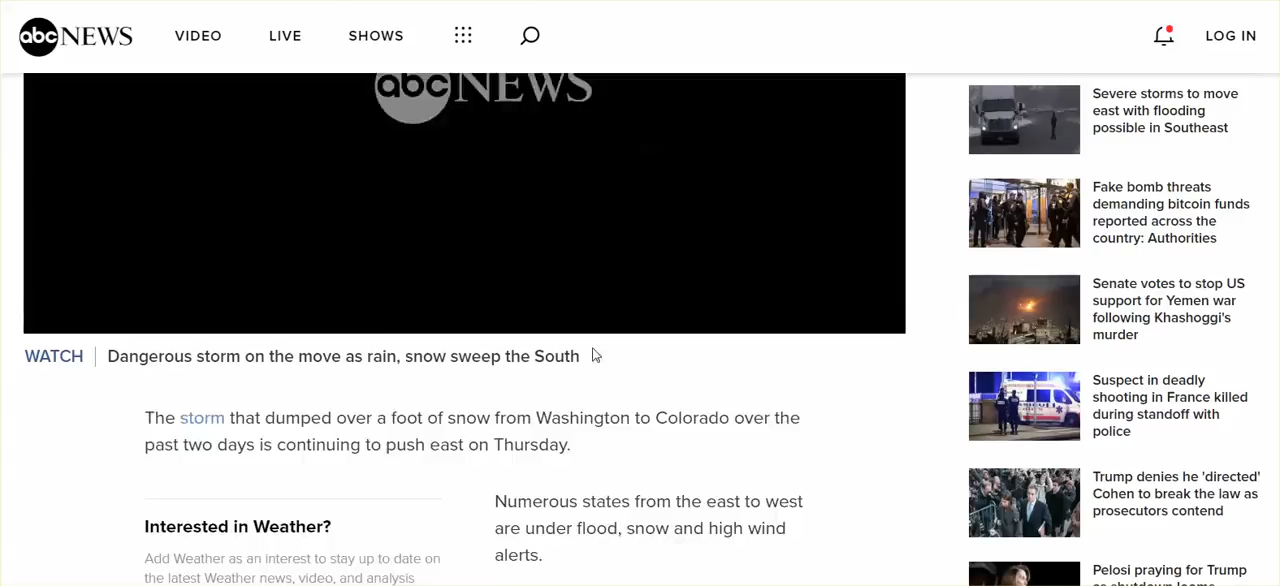 abc NEWS VIDEO LIVE SHOWS LOG IN
abc NEWS
WATCH Dangerous storm on the move as rain, snow sweep the South
The storm that dumped over a foot of snow from Washington to Colorado over the
past two days is continuing to push east on Thursday.
Interested in Weather?
Add Weather as an interest to stay up to date on
the latest Weather news, video, and analysis
Numerous states from the east to west
are under flood, snow and high wind
alerts.
Severe storms to move
east with flooding
possible in Southeast
Fake bomb threats
demanding bitcoin funds
reported across the
country: Authorities
Senate votes to stop US
support for Yemen war
following Khashoggi's
murder
Suspect in deadly
shooting in France killed
during standoff with
police
Trump denies he 'directed'
Cohen to break the law as
prosecutors contend
Pelosi praying for Trump
as shutdown looms